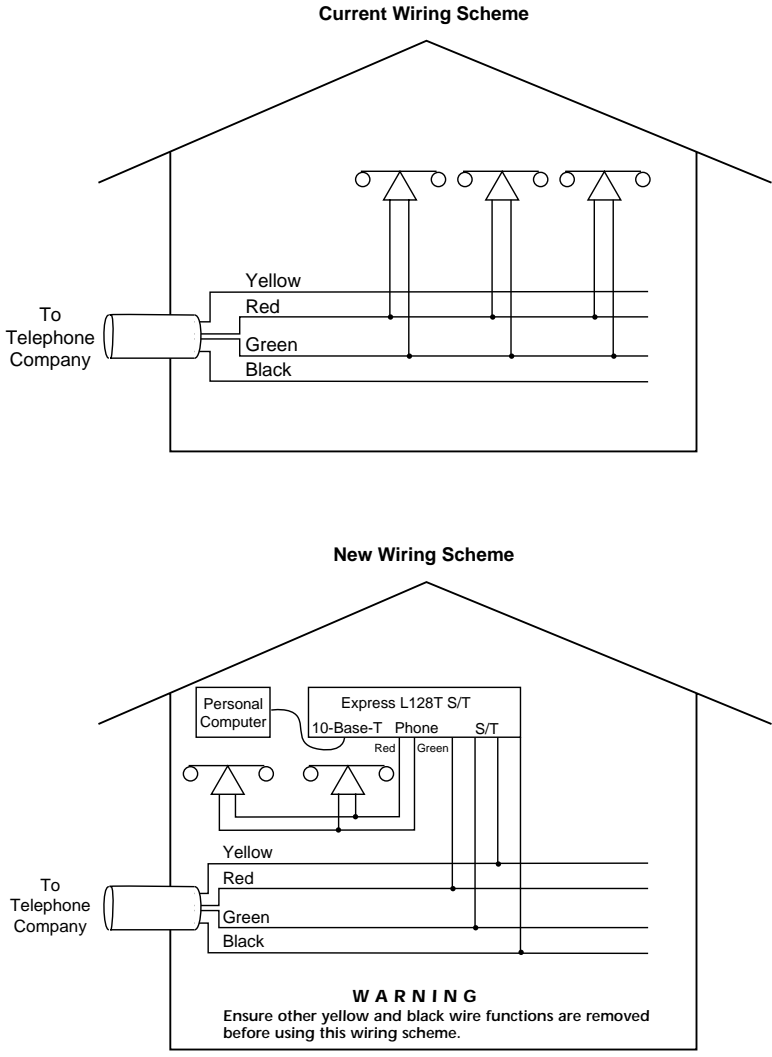 Current Wiring Scheme
Yellow
Red
Green
Black
To
Telephone
Company
New Wiring Scheme
Personal
Computer
Express L128T S/T
10-Base-T Phone S/T
Red Green
Yellow
Red
Green
Black
To
Telephone
Company
WARNING
Ensure other yellow and black wire functions are removed
before using this wiring scheme.